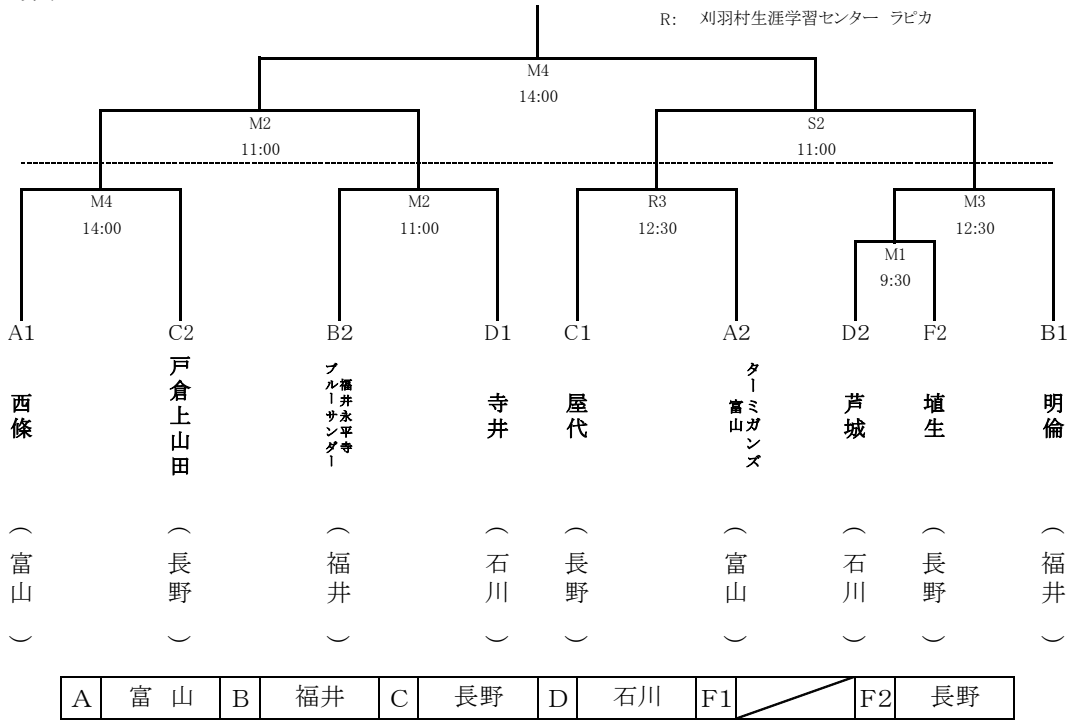 R: 刈羽村生涯学習センター ラピカ
M4
14:00
M2
11:00
S2
11:00
M4
14:00
M2
11:00
R3
12:30
M3
12:30
M1
9:30
A1
C2
B2
D1
C1
A2
D2
F2
B1
西條
戸倉上山田
福井永平寺
ブルーサンダー
寺井
屋代
ターミガンズ
富山
芦城
埴生
明倫
（富山）
（長野）
（福井）
（石川）
（長野）
（富山）
（石川）
（長野）
（福井）
A 富 山 B 福井 C 長野 D 石川 F1 F2 長野